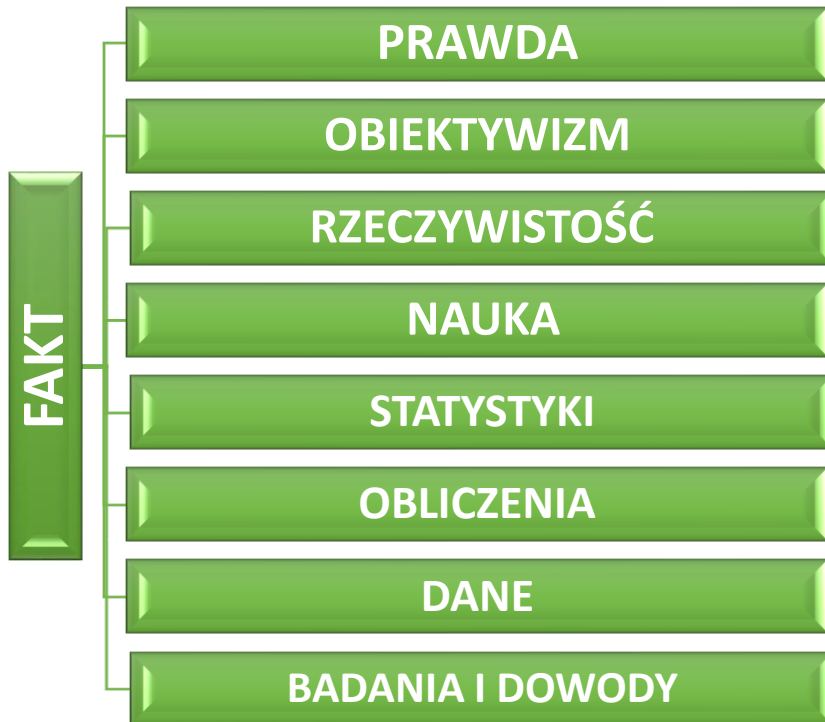 FAKT
PRAWDA
OBIEKTYWIZM
RZECZYWISTOŚĆ
NAUKA
STATYSTYKI
OBLICZENIA
DANE
BADANIA I DOWODY